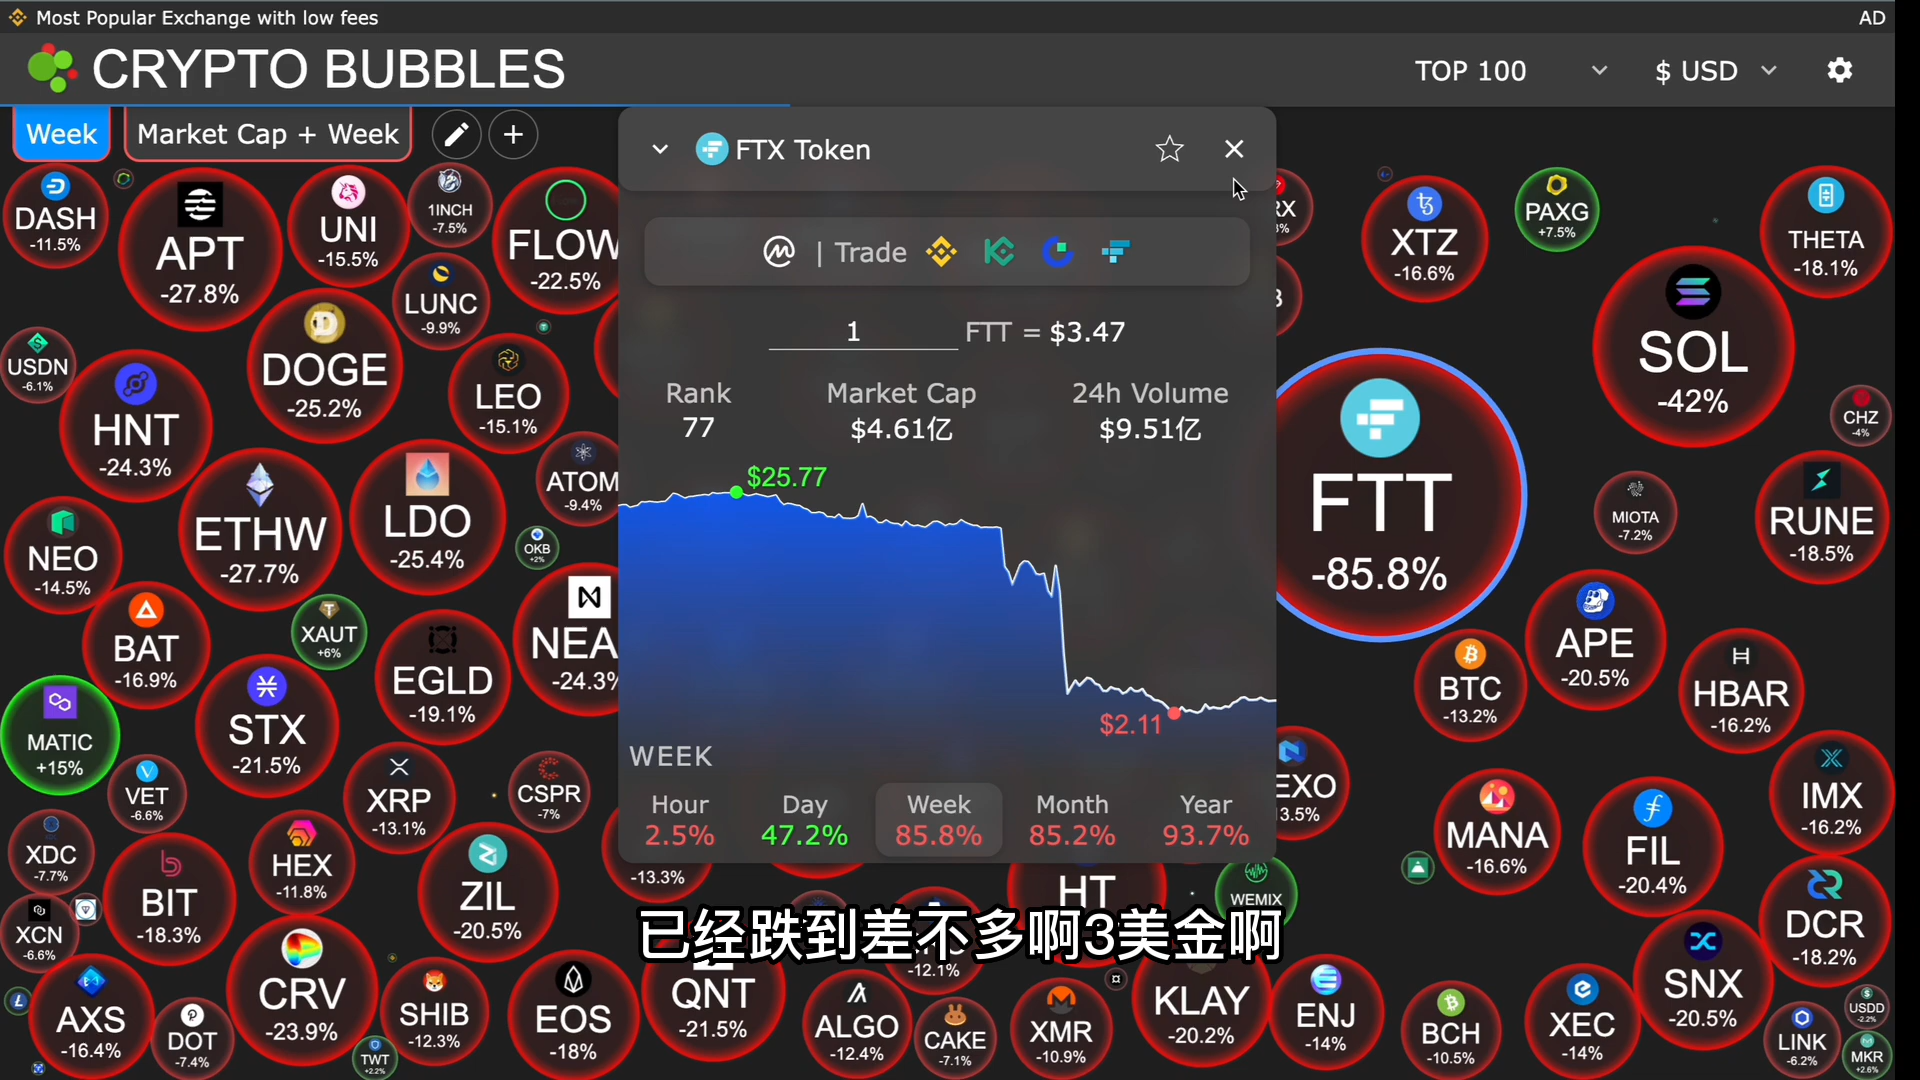 Most Popular Exchange with low fees
AD
CRYPTO BUBBLES
TOP 100
$ USD
Week
Market Cap + Week
FTX Token
| Trade
1 FTT = $3.47
Rank
77
Market Cap
$4.61亿
24h Volume
$9.51亿
$25.77
$2.11
WEEK
Hour
2.5%
Day
47.2%
Week
85.8%
Month
85.2%
Year
93.7%
DASH
-11.5%
APT
-27.8%
UNI
-15.5%
1INCH
-7.5%
FLOW
-22.5%
LUNC
-9.9%
DOGE
-25.2%
USDN
-6.1%
HNT
-24.3%
LEO
-15.1%
ATOM
-9.4%
ETHW
-27.7%
LDO
-25.4%
NEO
-14.5%
OKB
+2%
BAT
-16.9%
XAUT
+6%
EGLD
-19.1%
NEA
-24.3%
MATIC
+15%
STX
-21.5%
VET
-6.6%
XRP
-13.1%
CSPR
-7%
XDC
-7.7%
HEX
-11.8%
BIT
-18.3%
ZIL
-20.5%
-13.3%
XCN
-6.6%
CRV
-23.9%
AXS
-16.4%
DOT
-7.4%
SHIB
-12.3%
TWT
+2.2%
EOS
-18%
QNT
-21.5%
ALGO
-12.4%
-12.1%
CAKE
-7.1%
XMR
-10.9%
HT
KLAY
-20.2%
WEMIX
ENJ
-14%
BCH
-10.5%
XEC
-14%
SNX
-20.5%
LINK
-6.2%
USDD
-2.2%
MKR
+2.6%
DCR
-18.2%
FIL
-20.4%
IMX
-16.2%
MANA
-16.6%
EXO
3.5%
HBAR
-16.2%
BTC
-13.2%
APE
-20.5%
RUNE
-18.5%
MIOTA
-7.2%
FTT
-85.8%
CHZ
-4%
SOL
-42%
THETA
-18.1%
PAXG
+7.5%
XTZ
-16.6%
RX
已经跌到差不多啊3美金啊